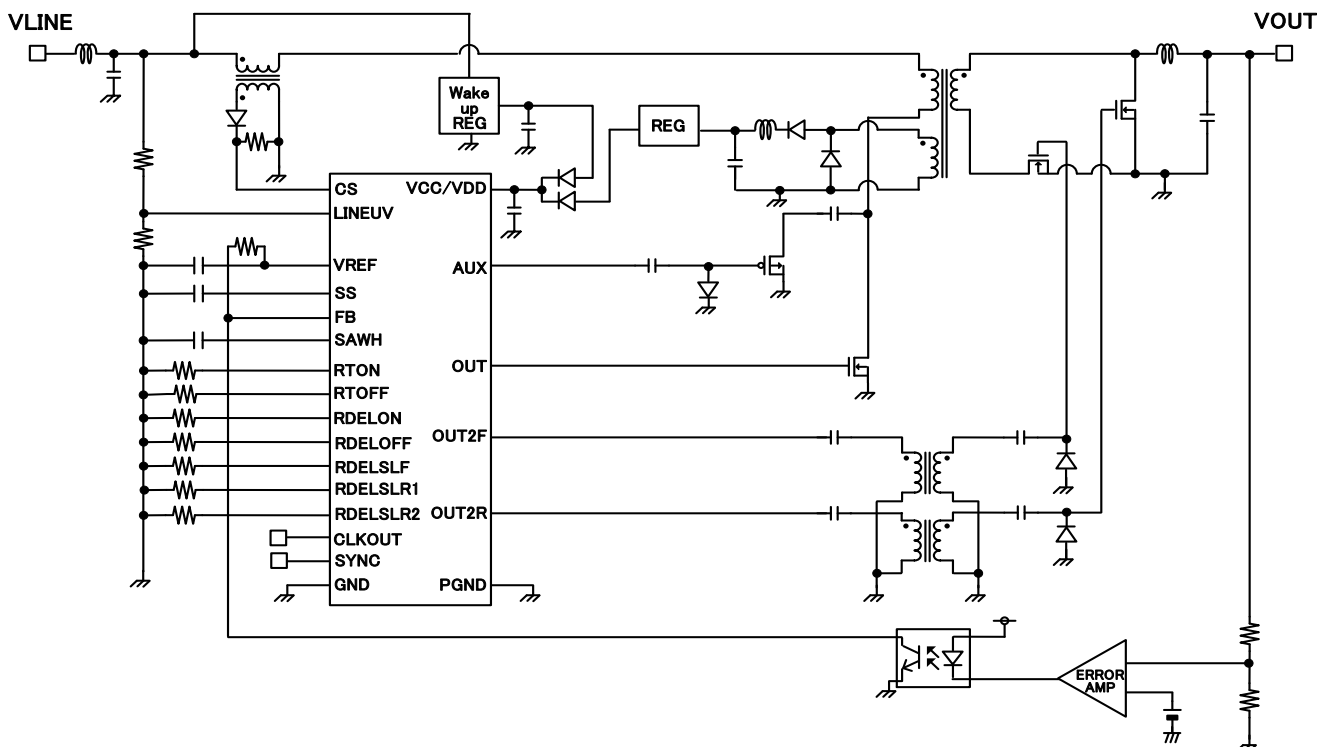 VLINE
VOUT
Wake
up
REG
REG
CS
VCC/VDD
LINEUV
VREF
AUX
SS
FB
SAWH
RTON
OUT
RTOFF
RDELON
RDELOFF
OUT2F
RDELSLF
RDELSLR1
RDELSLR2
OUT2R
CLKOUT
SYNC
GND
PGND
ERROR
AMP